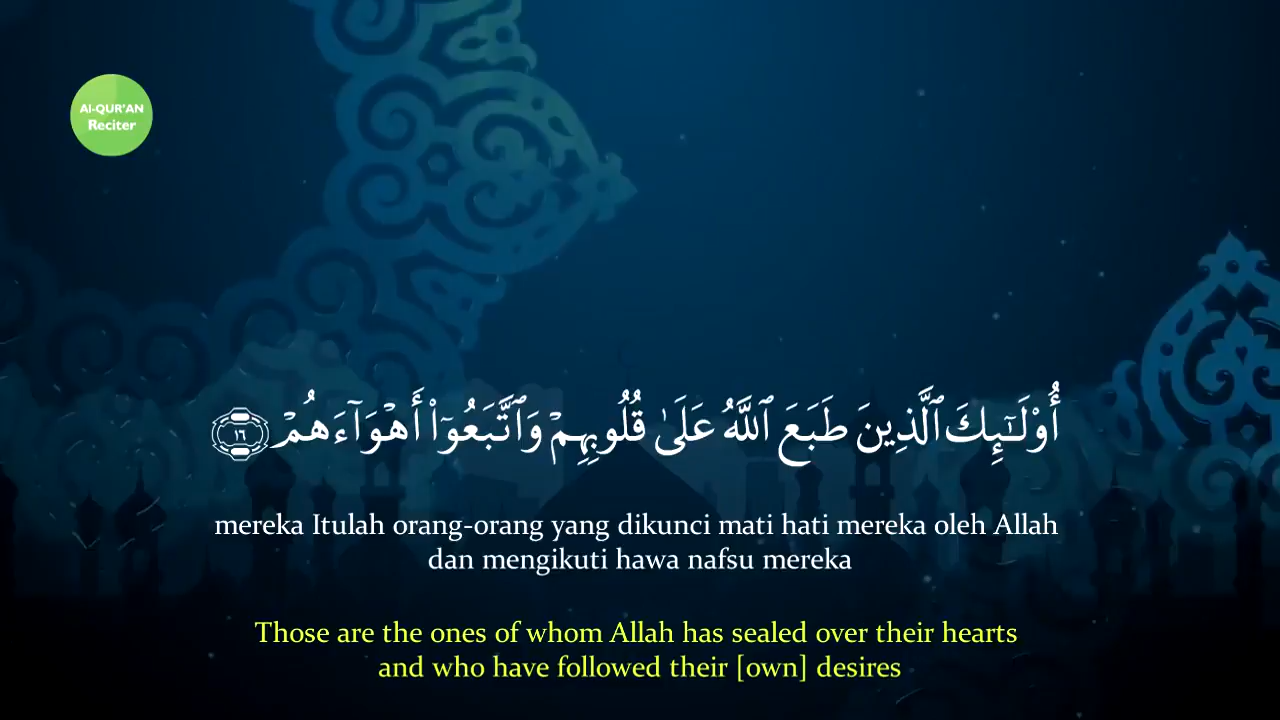 Al-QUR'AN
Reciter
أُوْلَـٰٓئِكَ ٱلَّذِينَ طَبَعَ ٱللَّهُ عَلَىٰ قُلُوبِهِمْ وَٱتَّبَعُوٓا۟ أَهْوَآءَهُمْ ١٦
mereka Itulah orang-orang yang dikunci mati hati mereka oleh Allah
dan mengikuti hawa nafsu mereka
Those are the ones of whom Allah has sealed over their hearts
and who have followed their [own] desires